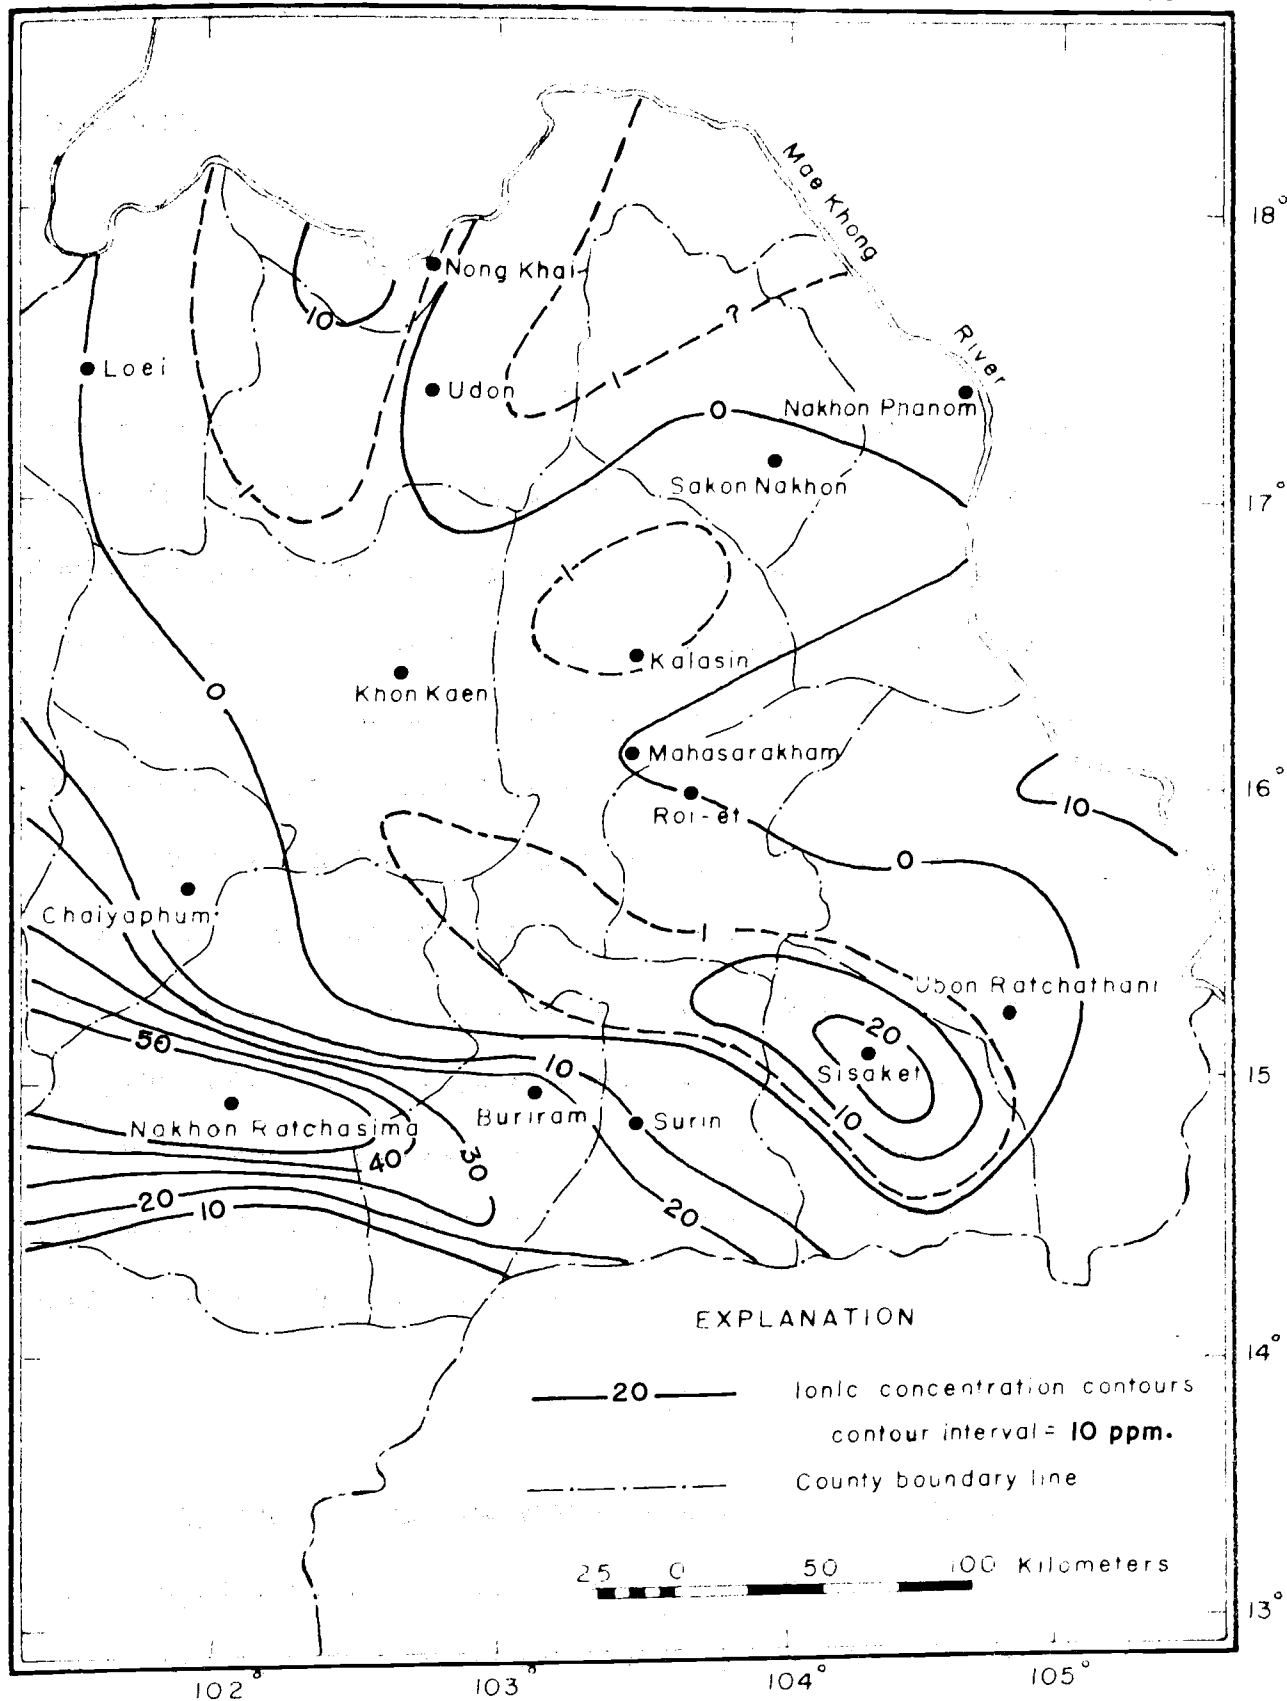 Mae Khong
18°
Nong Khai
10
River
Loei
?
1
Udon
0
Nakhon Phanom
Sakon Nakhon
1
17°
1
Kalasin
Khon Kaen
0
Mahasarakham
16°
10
Roi-et
0
Chaiyaphum
1
Ubon Ratchathani
20
50
10
Sisaket
15°
Buriram
Surin
10
Nakhon Ratchasima
40
30
20
10
20
EXPLANATION
14°
20 Ionic concentration contours
contour interval = 10 ppm.
County boundary line
25 0 50 100 Kilometers
13°
102° 103° 104° 105°